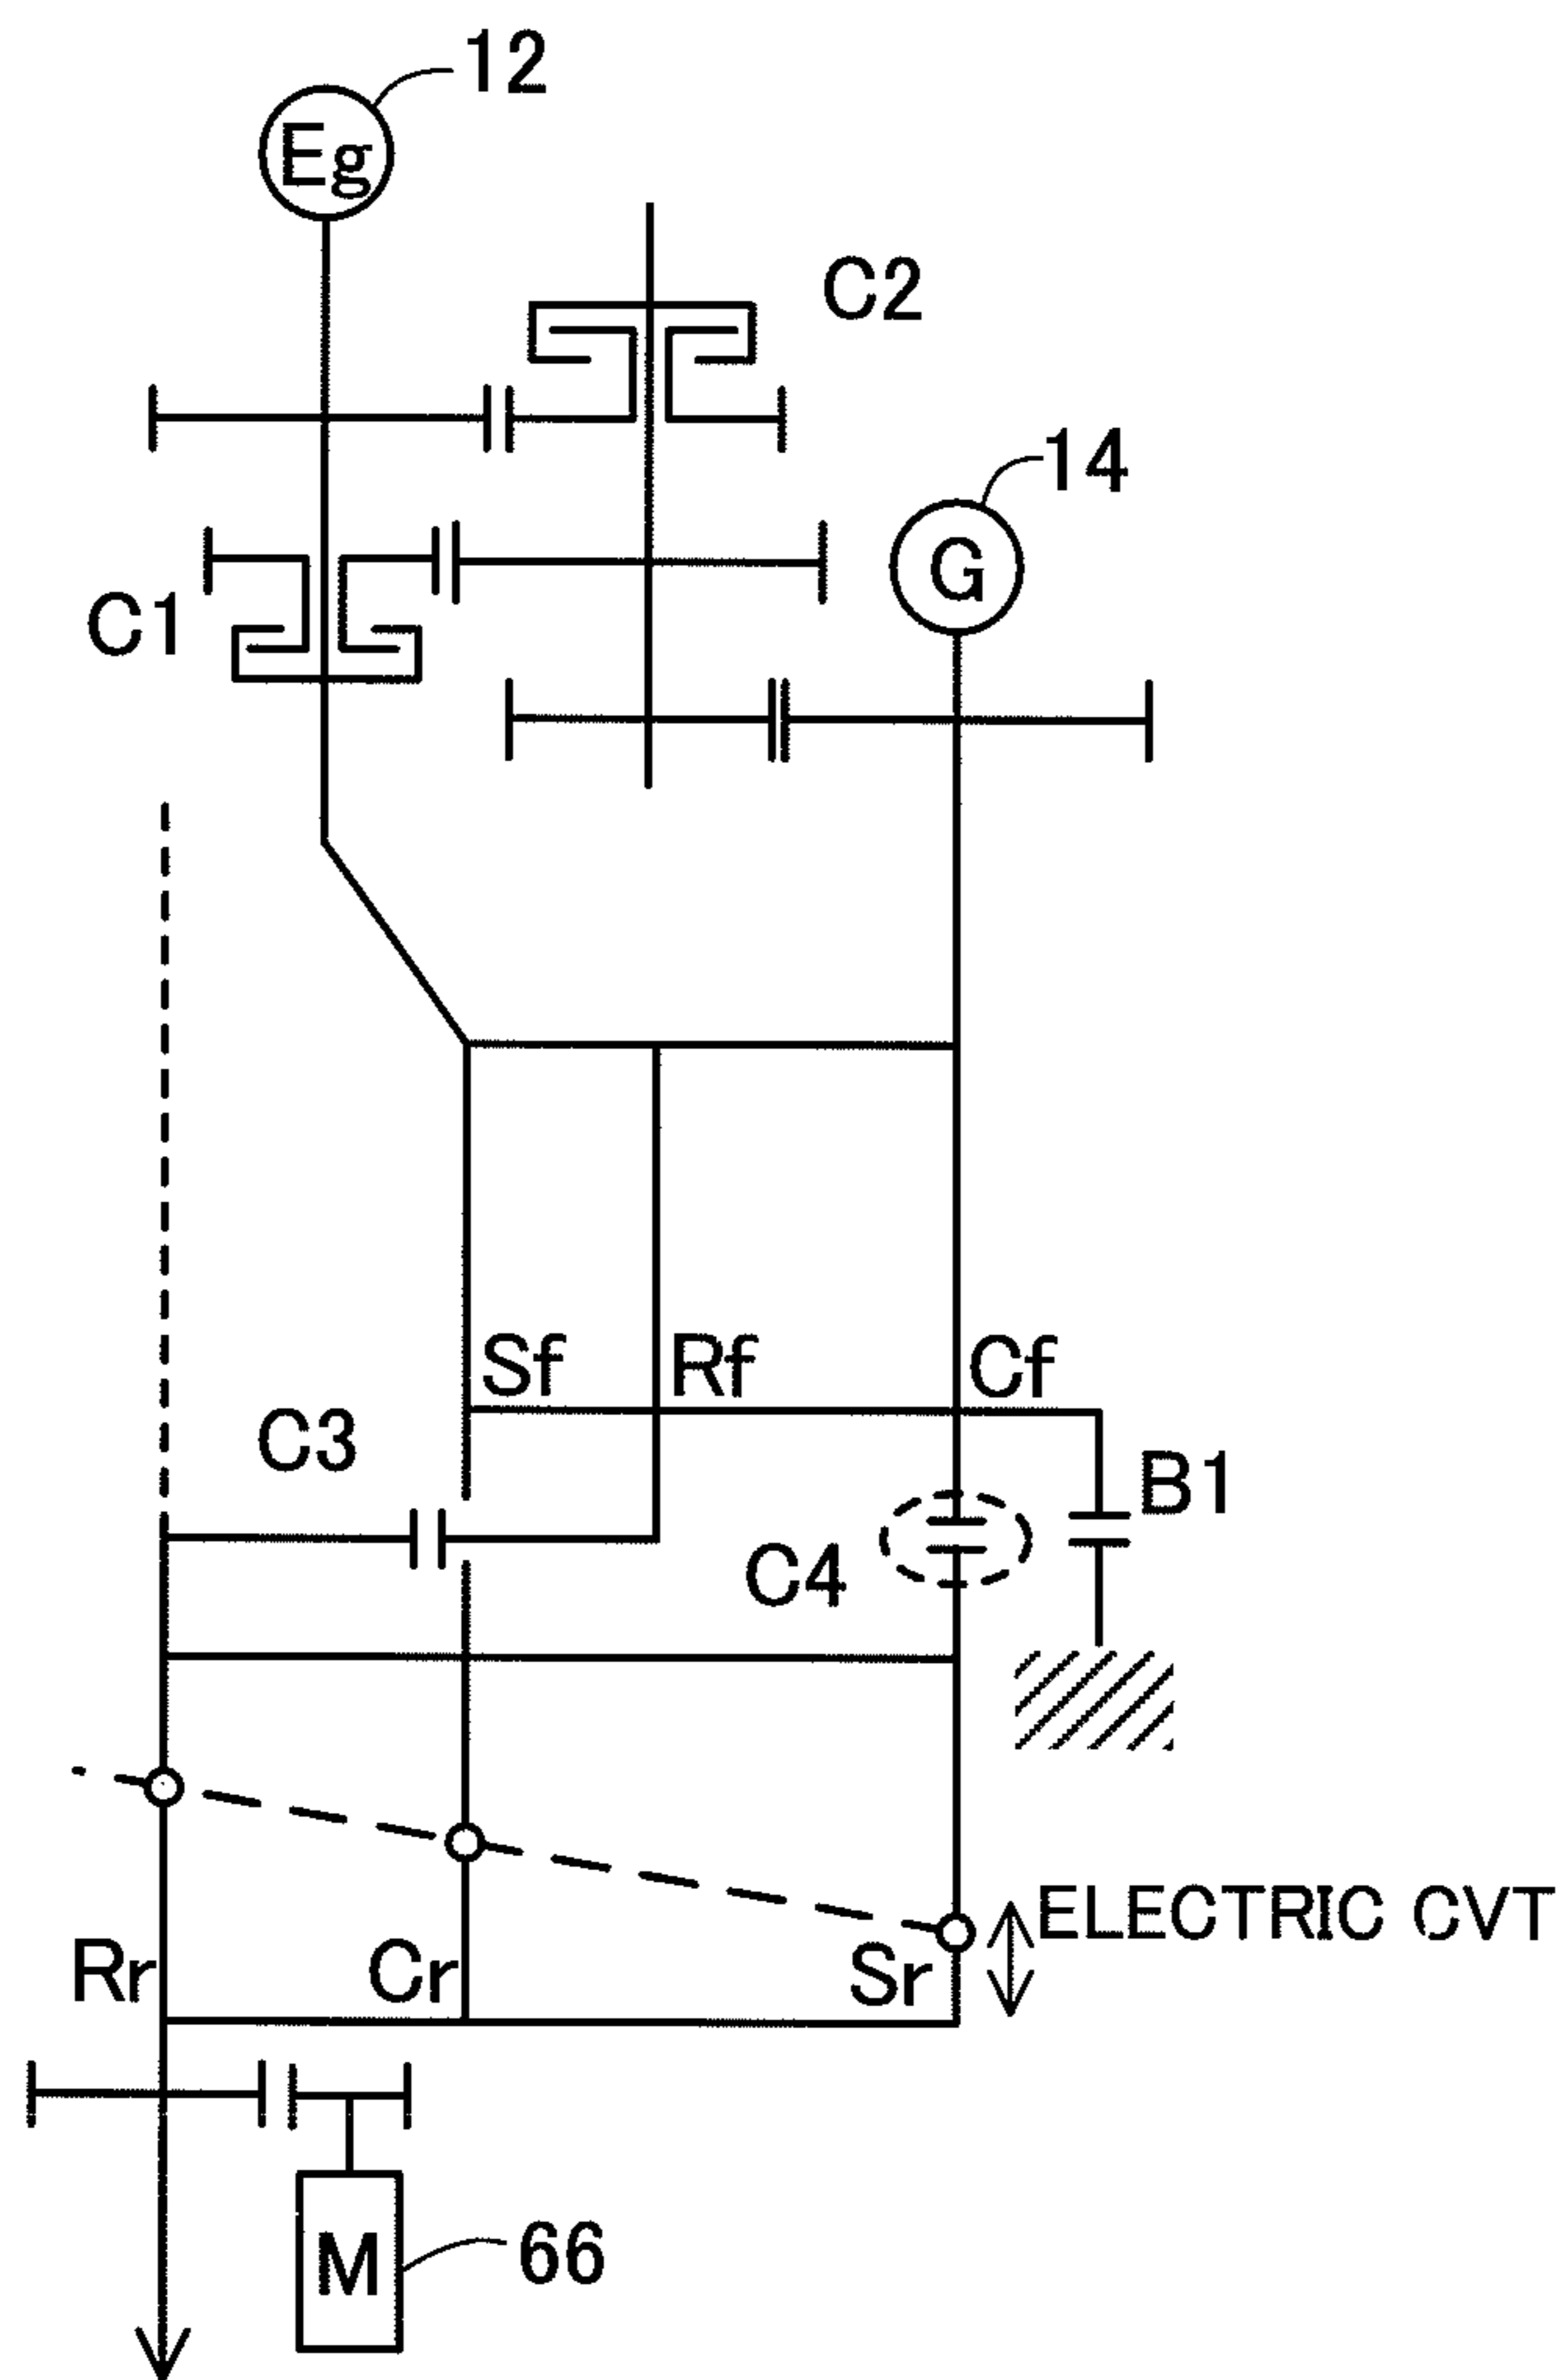 12
Eg
C2
14
G
C1
Sf Rf Cf
C3
B1
C4
ELECTRIC CVT
Rr Cr Sr
M
66